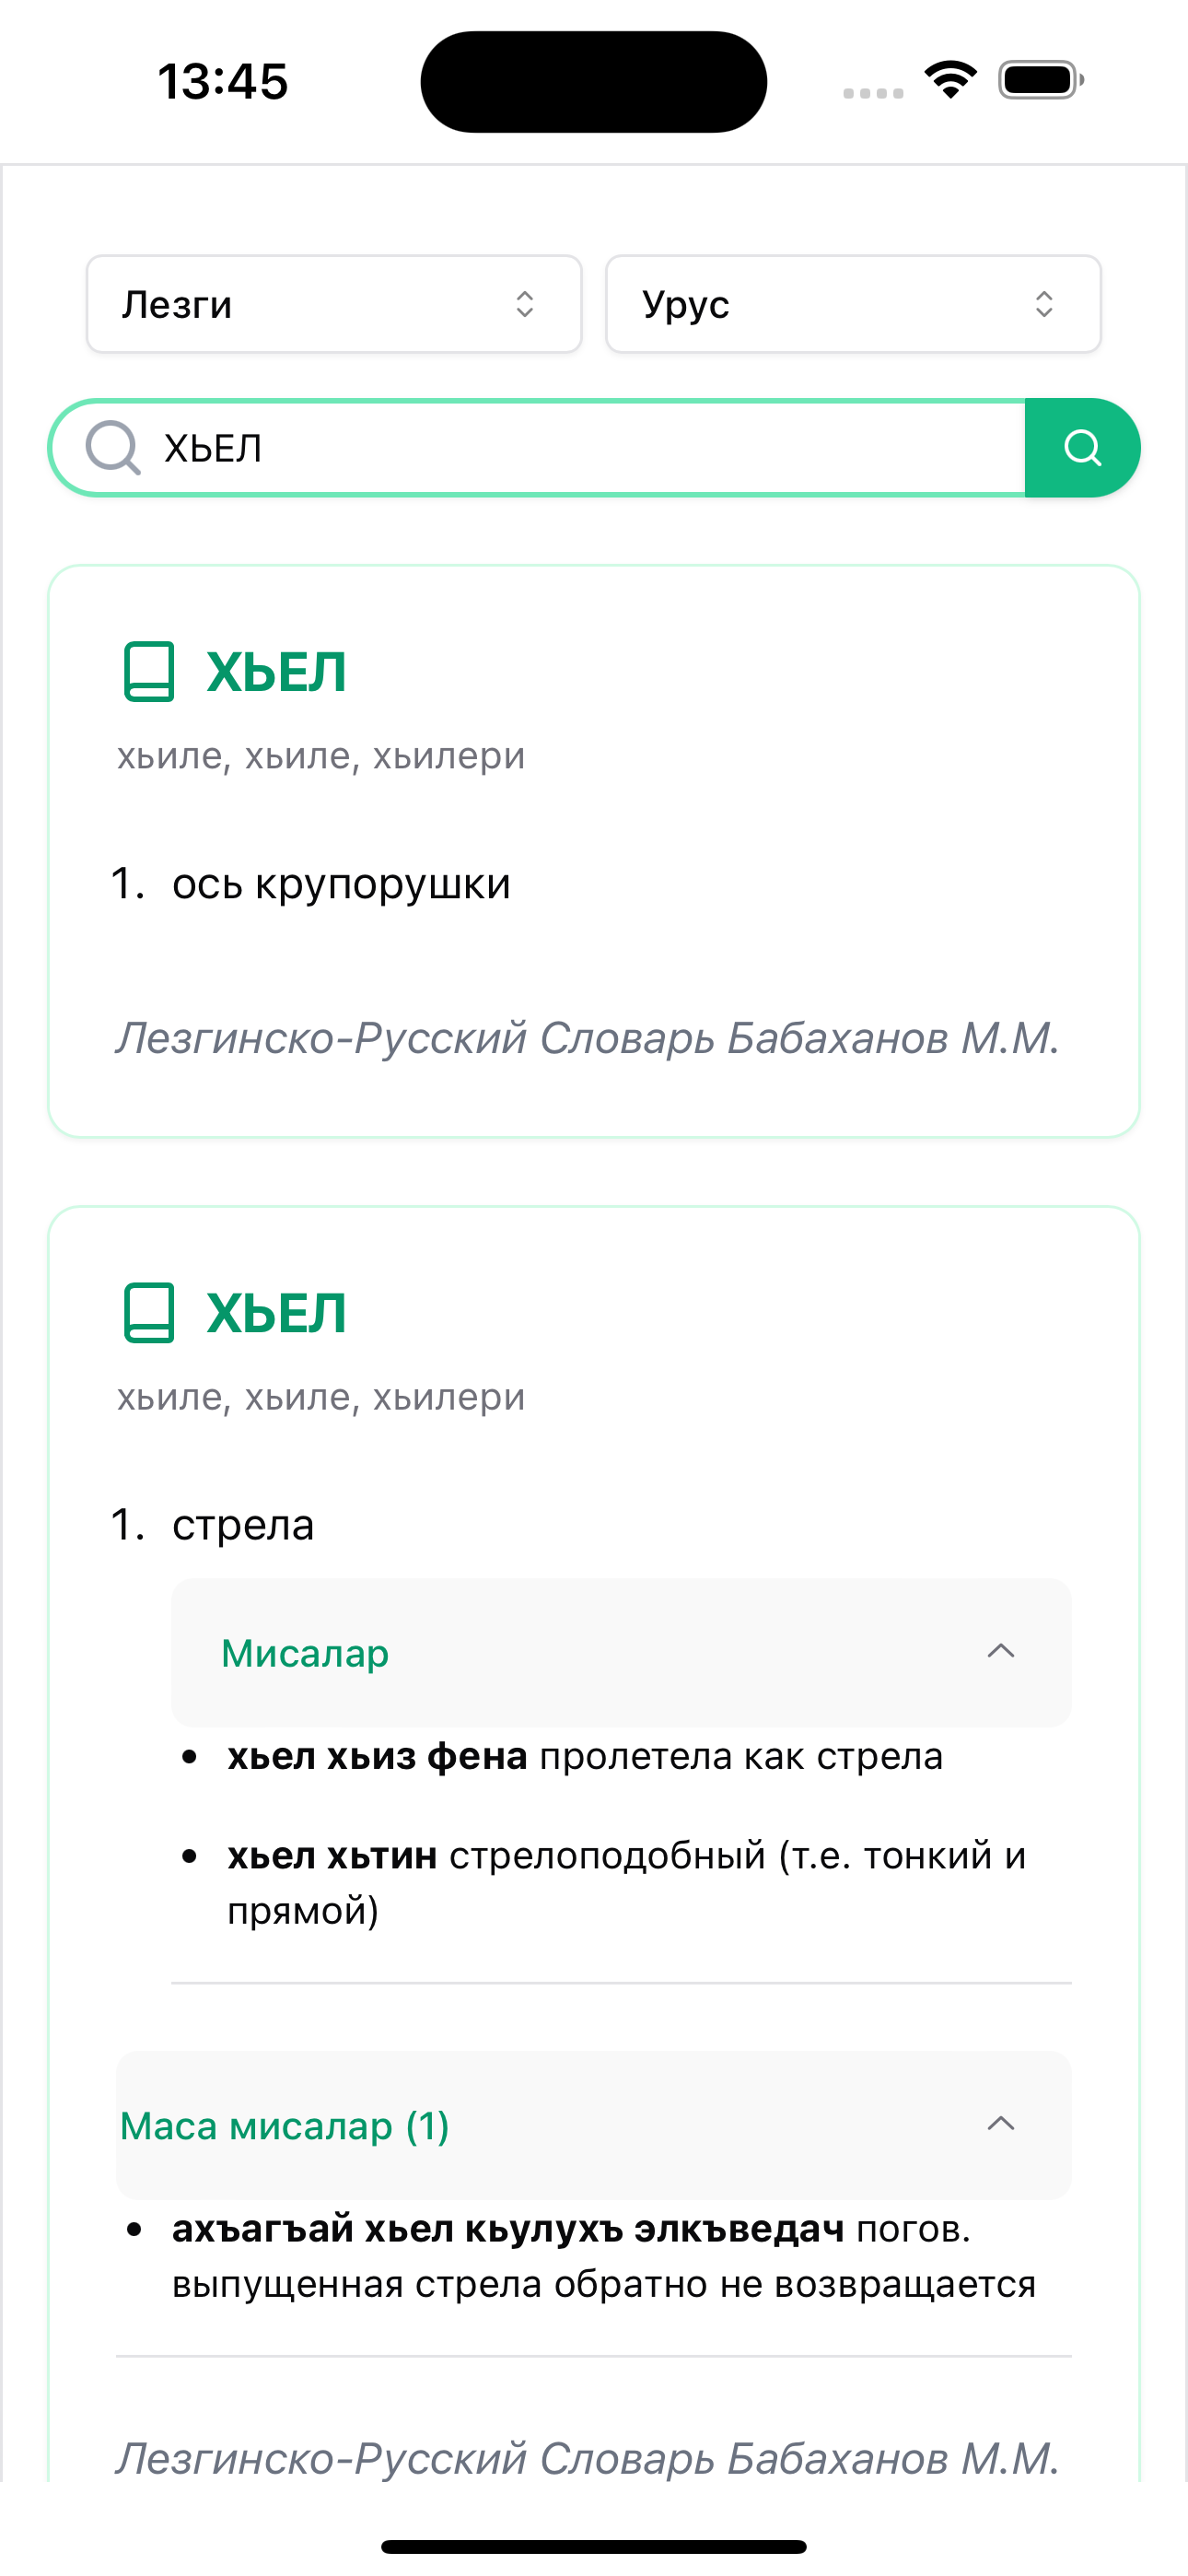 13:45
Лезги
Урус
ХЬЕЛ
ХЬЕЛ
хьиле, хьиле, хьилери
1. ось крупорушки
Лезгинско-Русский Словарь Бабаханов М.М.
ХЬЕЛ
хьиле, хьиле, хьилери
1. стрела
Мисалар
• хьел хьиз фена пролетела как стрела
• хьел хьтин стрелоподобный (т.е. тонкий и
прямой)
Маса мисалар (1)
• ахъагъай хьел кьулухъ элкъведач погов.
выпущенная стрела обратно не возвращается
Лезгинско-Русский Словарь Бабаханов М.М.